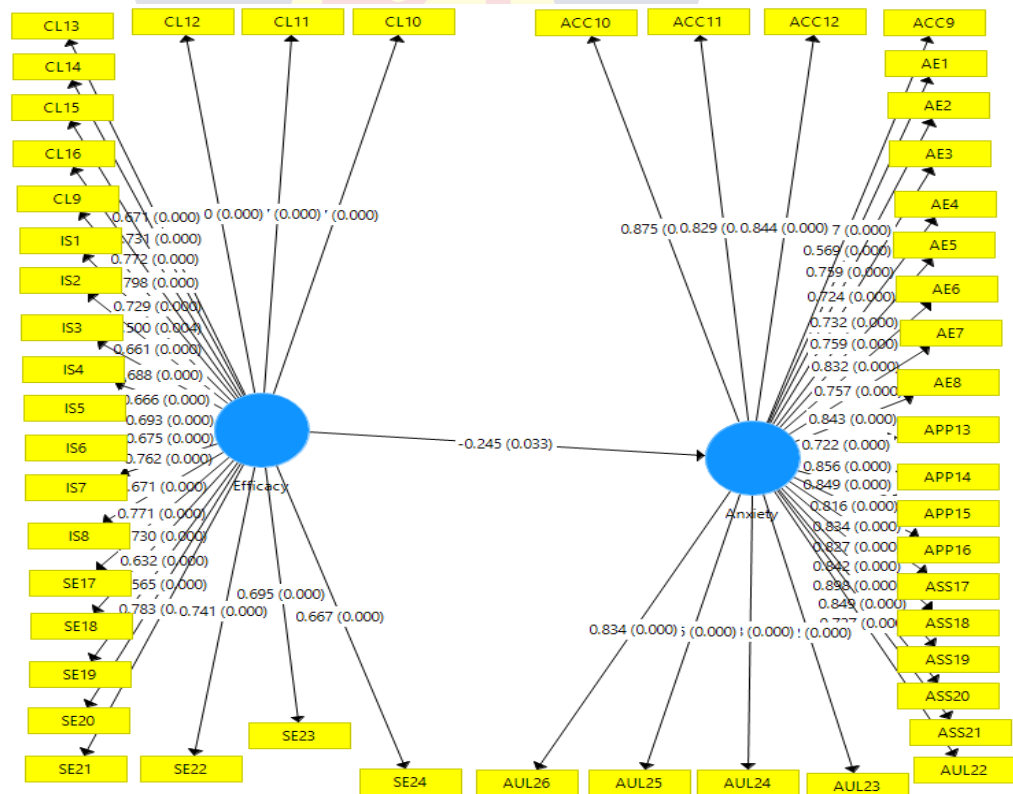 CL13
CL12
CL11
CL10
ACC10
ACC11
ACC12
ACC9
CL14
AE1
CL15
AE2
CL16
AE3
CL9
AE4
0.671 (0.000)
0 (0.000)
(0.000)
(0.000)
0.875 (0.
0.829 (0.
0.844 (0.000)
7 (0.000)
IS1
.731 (0.000)
0.569 (0.000)
AE5
0.772 (0.000)
0.759 (0.000)
IS2
.798 (0.000)
0.724 (0.000)
AE6
0.729 (0.000)
0.732 (0.000)
IS3
.500 (0.004)
AE7
0.661 (0.000)
0.759 (0.000)
IS4
.688 (0.000)
0.832 (0.000)
AE8
0.666 (0.000)
0.757 (0.000)
IS5
0.693 (0.000)
0.843 (0.000)
APP13
0.675 (0.000)
-0.245 (0.033)
0.722 (0.000)
IS6
0.762 (0.000)
0.856 (0.000)
IS7
.671 (0.000)
Efficacy
0.849 (0.000)
APP14
0.771 (0.000)
Anxiety
0.816 (0.000)
APP15
IS8
.730 (0.000)
0.834 (0.000)
0.827 (0.000)
APP16
0.632 (0.000)
0.842 (0.000)
SE17
.565 (0.000)
0.898 (0.000)
ASS17
0.783 (0.
0.741 (0.000)
0.695 (0.000)
0.667 (0.000)
0.849 (0.000)
SE18
0.834 (0.000)
(0.000)
(0.000)
(0.000)
0.727 (0.000)
ASS18
ASS19
SE19
ASS20
SE20
SE23
ASS21
SE21
SE22
SE24
AUL26
AUL25
AUL24
AUL23
AUL22